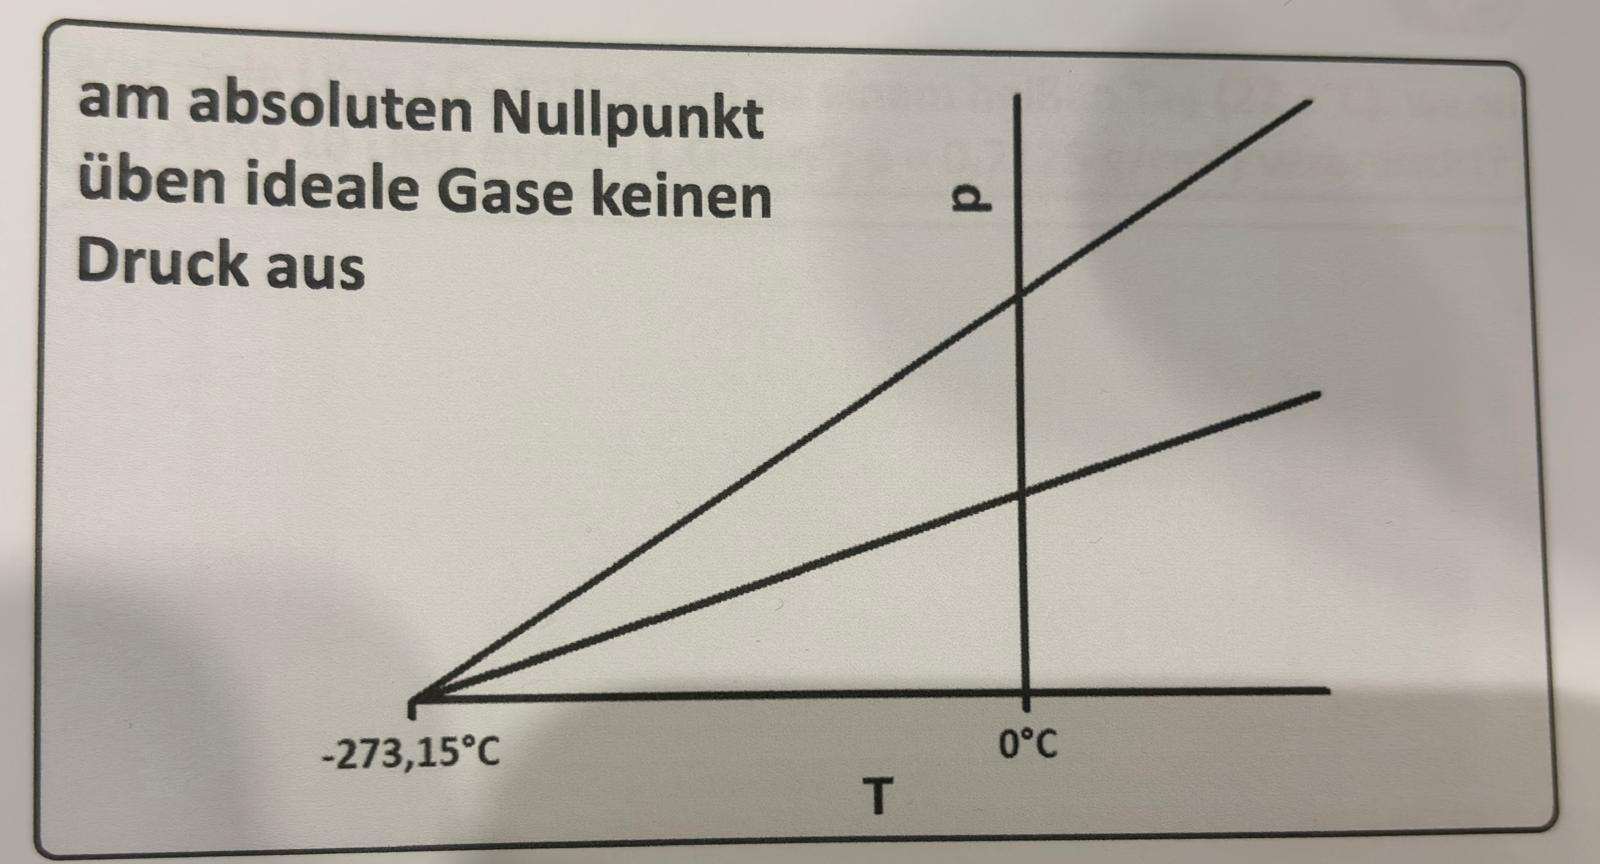 am absoluten Nullpunkt
üben ideale Gase keinen
Druck aus
p
-273,15°C
0°C
T